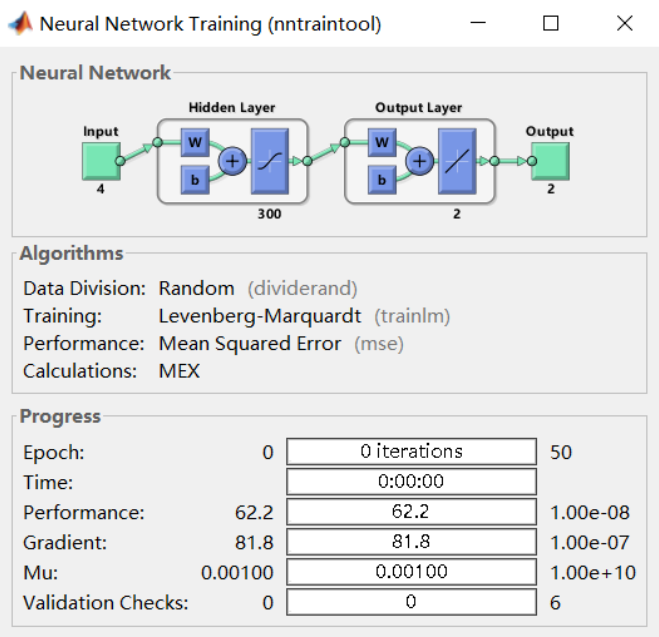 Neural Network Training (nntraintool)
Neural Network
Hidden Layer Output Layer
Input Output
W W
b b
4 300 2 2
Algorithms
Data Division: Random (dividerand)
Training: Levenberg-Marquardt (trainlm)
Performance: Mean Squared Error (mse)
Calculations: MEX
Progress
Epoch: 0 0 iterations 50
Time: 0:00:00
Performance: 62.2 62.2 1.00e-08
Gradient: 81.8 81.8 1.00e-07
Mu: 0.00100 0.00100 1.00e+10
Validation Checks: 0 0 6